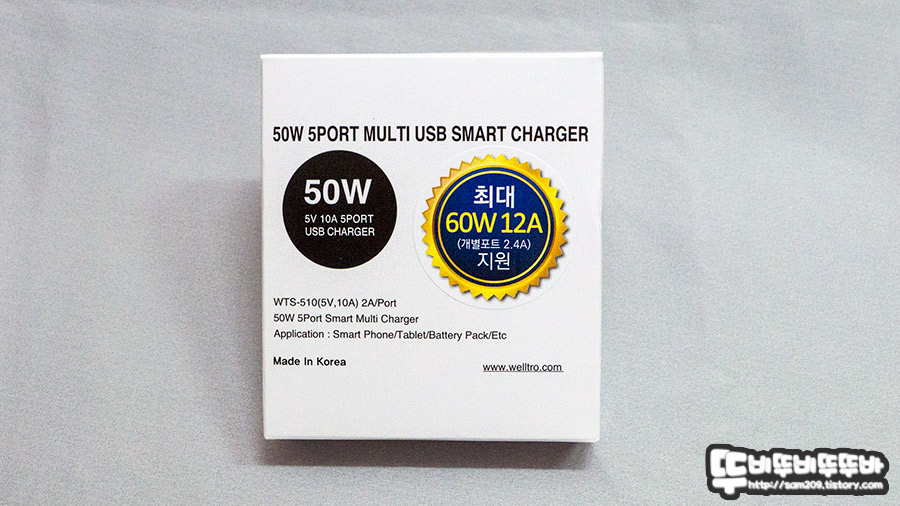 50W 5PORT MULTI USB SMART CHARGER
50W
5V 10A 5PORT
USB CHARGER
최대
60W 12A
(개별포트 2.4A)
지원
WTS-510(5V,10A) 2A/Port
50W 5Port Smart Multi Charger
Application : Smart Phone/Tablet/Battery Pack/Etc
Made In Korea
www.welltro.com
뚜비뚜비뚜뚜바
http://sam209.tistory.com